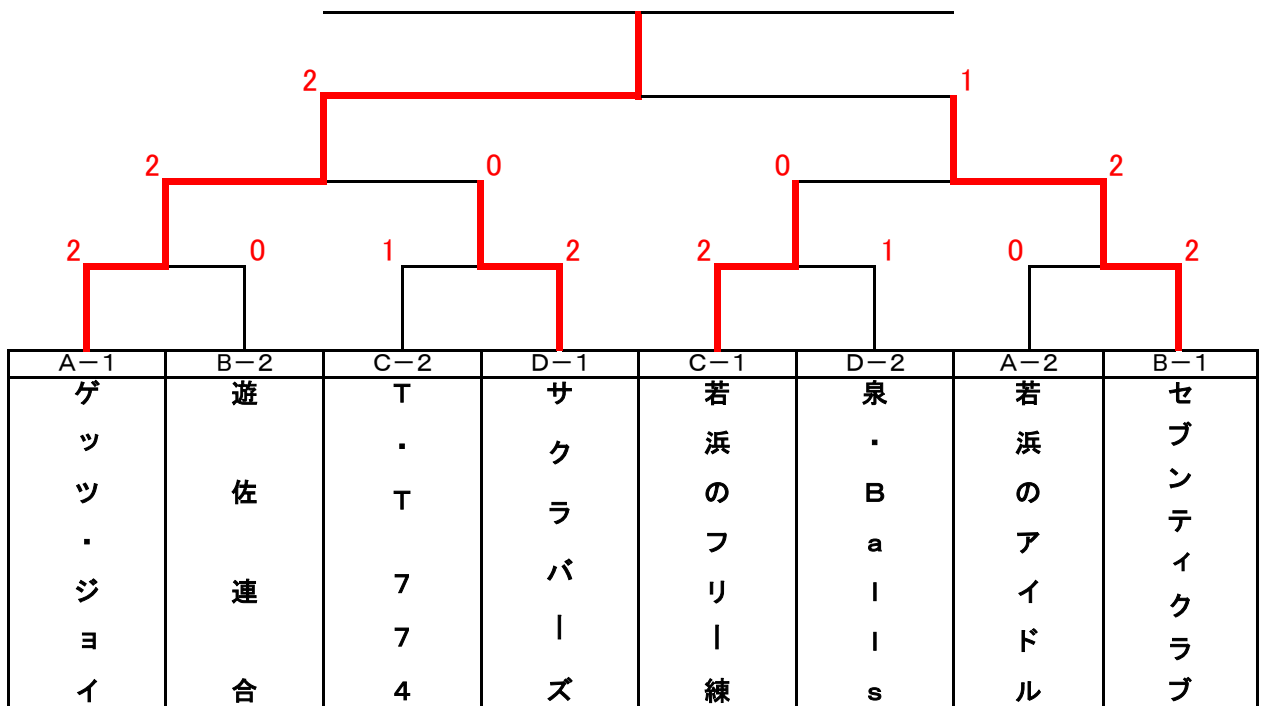 2 1
2 0 0 2
2 0 1 2 2 1 0 2
A－1 B－2 C－2 D－1 C－1 D－2 A－2 B－1
ゲッツ・ジョイ
遊佐連合
T・T 774
サクラバーズ
若浜のフリー練
泉・Balls
若浜のアイドル
セブンティクラブ